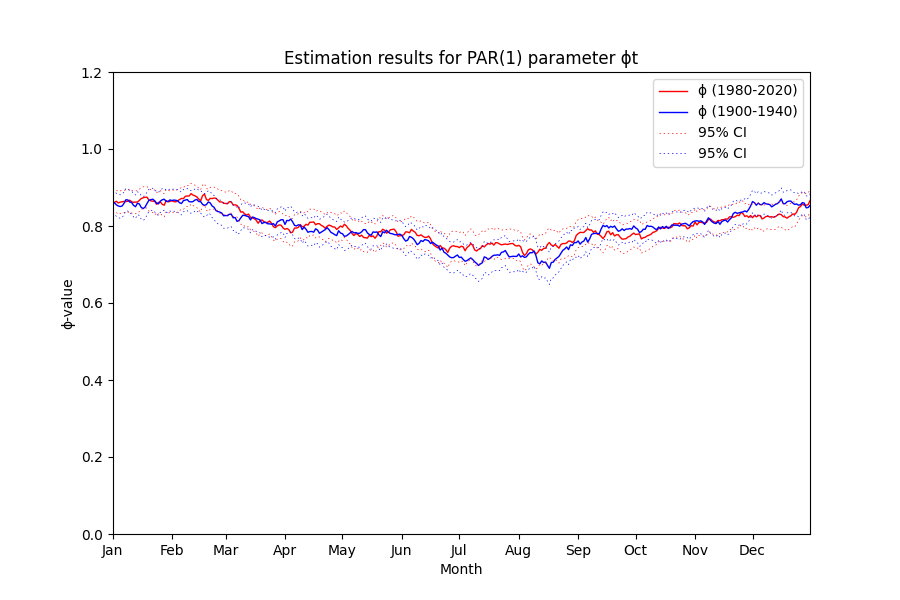 Estimation results for PAR(1) parameter ϕt
1.2
1.0
0.8
0.6
0.4
0.2
0.0
ϕ-value
ϕ (1980-2020)
ϕ (1900-1940)
95% CI
95% CI
Jan Feb Mar Apr May Jun Jul Aug Sep Oct Nov Dec
Month